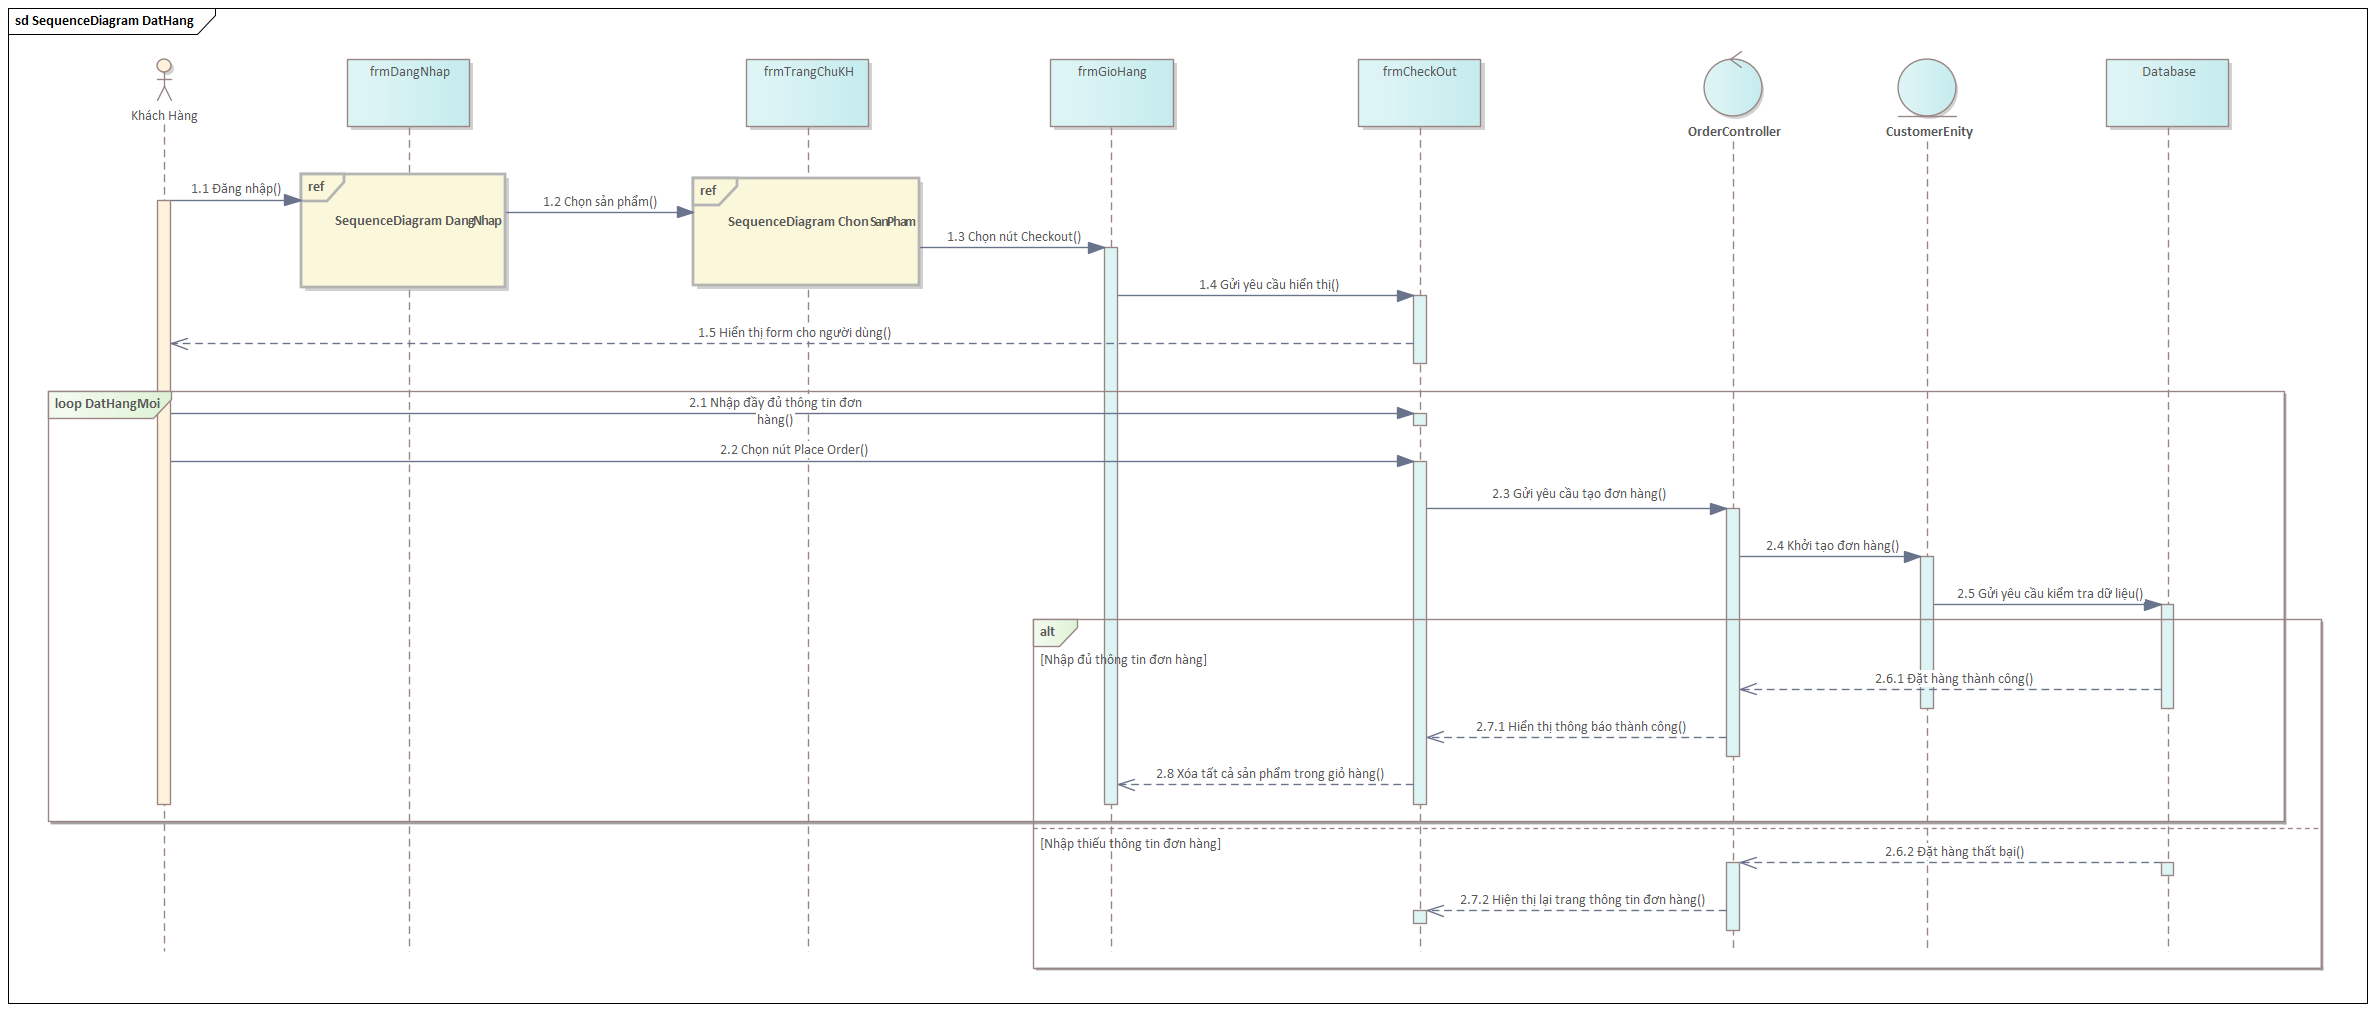 sd SequenceDiagram DatHang
Khách Hàng
frmDangNhap
frmTrangChuKH
frmGioHang
frmCheckOut
OrderController
CustomerEnity
Database
1.1 Đăng nhập()
ref
SequenceDiagram DangNhap
1.2 Chọn sản phẩm()
ref
SequenceDiagram ChonSanPham
1.3 Chọn nút Checkout()
1.4 Gửi yêu cầu hiển thị()
1.5 Hiển thị form cho người dùng()
loop DatHangMoi
2.1 Nhập đầy đủ thông tin đơn
hàng()
2.2 Chọn nút Place Order()
2.3 Gửi yêu cầu tạo đơn hàng()
2.4 Khởi tạo đơn hàng()
2.5 Gửi yêu cầu kiểm tra dữ liệu()
alt
[Nhập đủ thông tin đơn hàng]
2.6.1 Đặt hàng thành công()
2.7.1 Hiển thị thông báo thành công()
2.8 Xóa tất cả sản phẩm trong giỏ hàng()
[Nhập thiếu thông tin đơn hàng]
2.6.2 Đặt hàng thất bại()
2.7.2 Hiện thị lại trang thông tin đơn hàng()